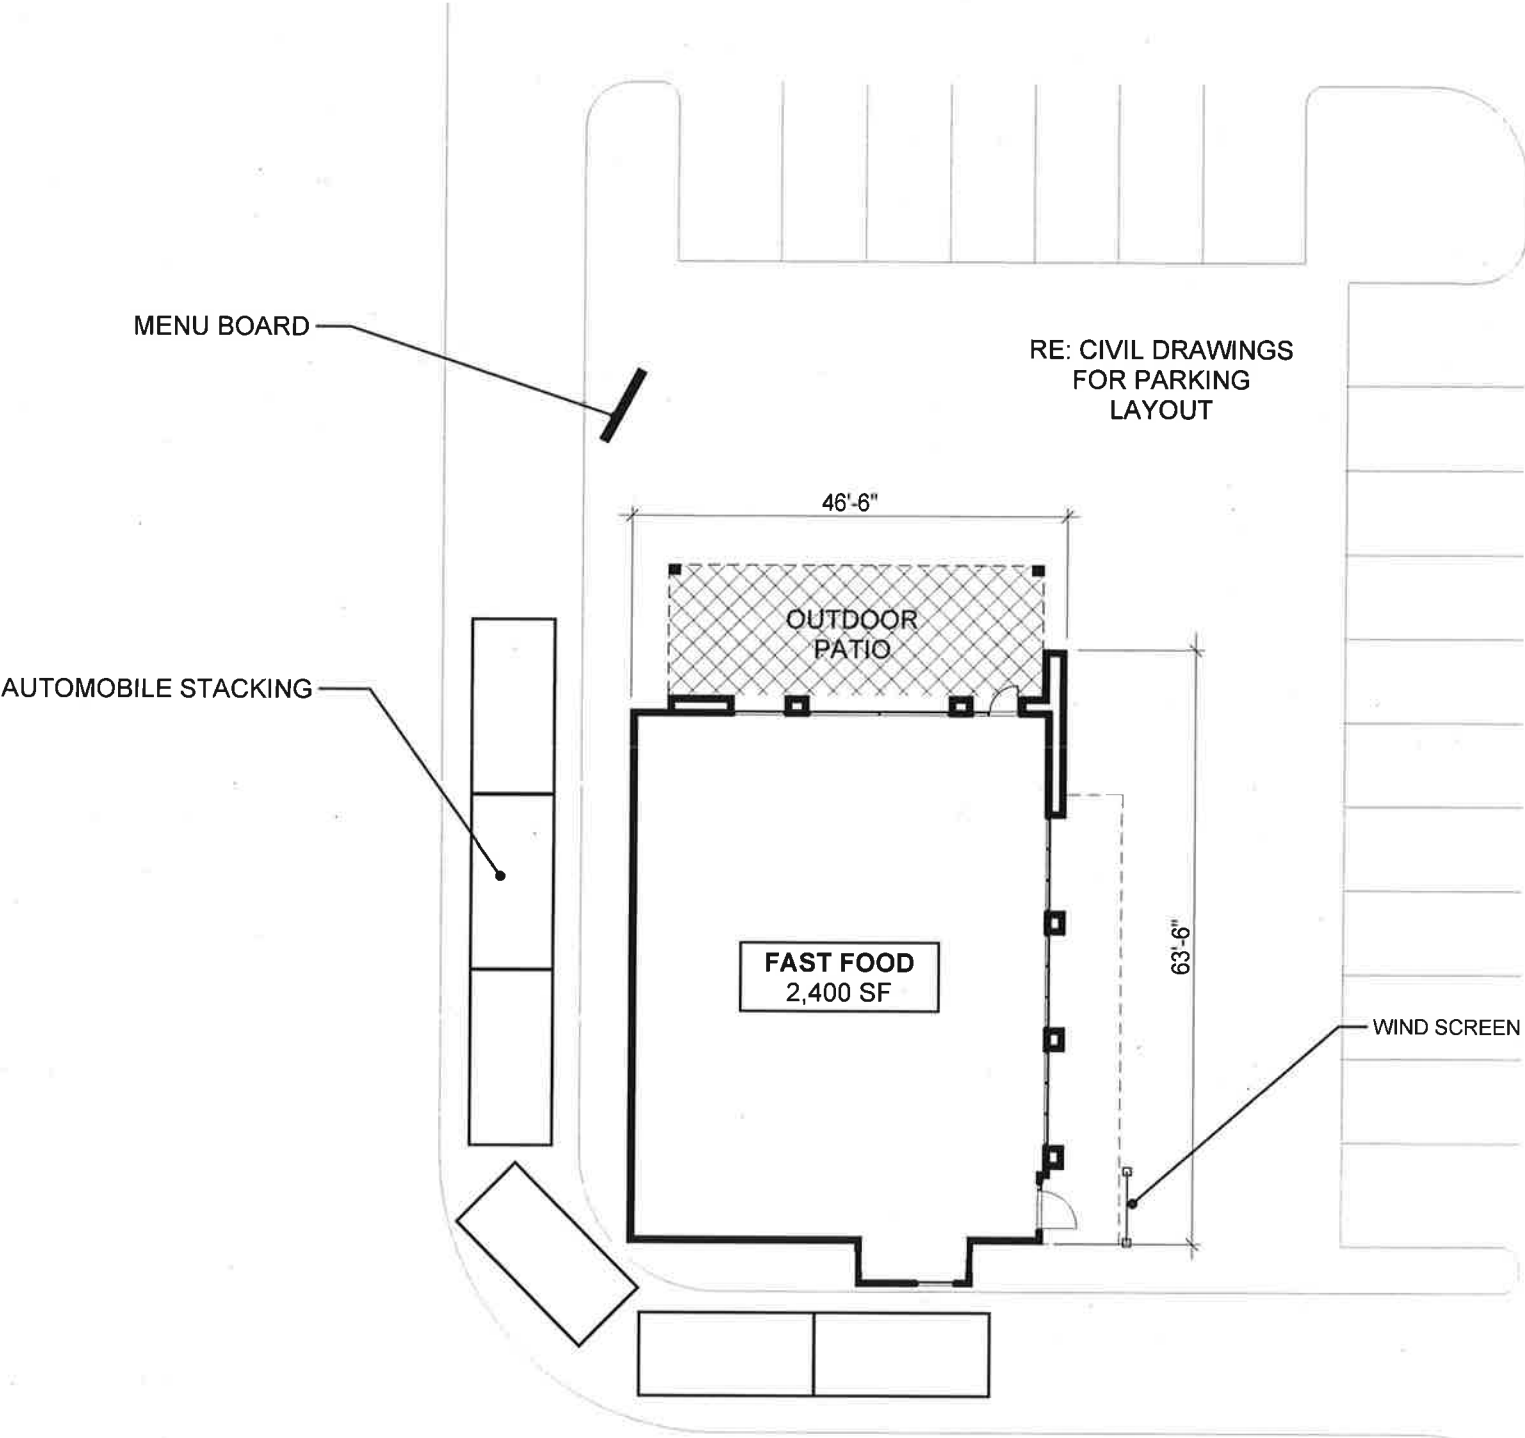 MENU BOARD
RE: CIVIL DRAWINGS
FOR PARKING
LAYOUT
46'-6"
OUTDOOR
PATIO
AUTOMOBILE STACKING
FAST FOOD
2,400 SF
63'-6"
WIND SCREEN